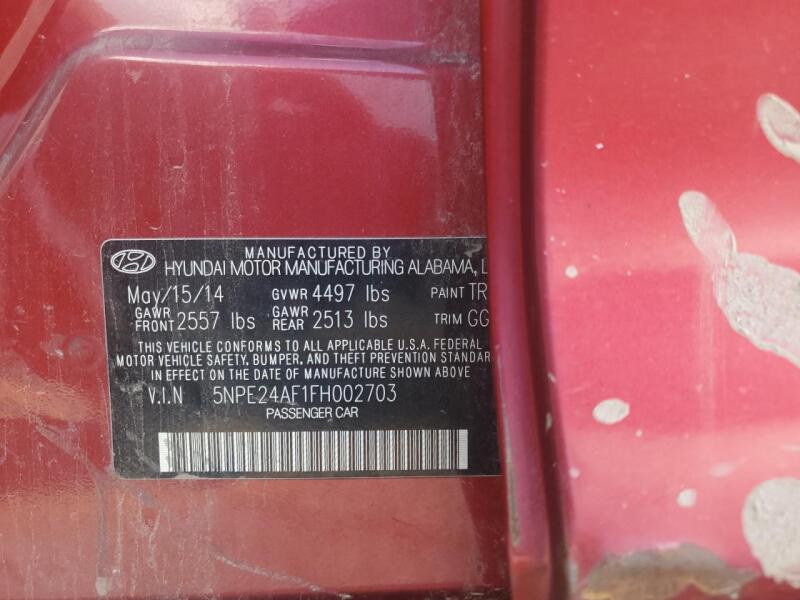 MANUFACTURED BY
HYUNDAI MOTOR MANUFACTURING ALABAMA, L
May/15/14 GVWR 4497 lbs PAINT TR
GAWR FRONT 2557 lbs GAWR REAR 2513 lbs TRIM GG
THIS VEHICLE CONFORMS TO ALL APPLICABLE U.S.A. FEDERAL
MOTOR VEHICLE SAFETY, BUMPER, AND THEFT PREVENTION STANDAR
IN EFFECT ON THE DATE OF MANUFACTURE SHOWN ABOVE
V.I.N 5NPE24AF1FH002703
PASSENGER CAR